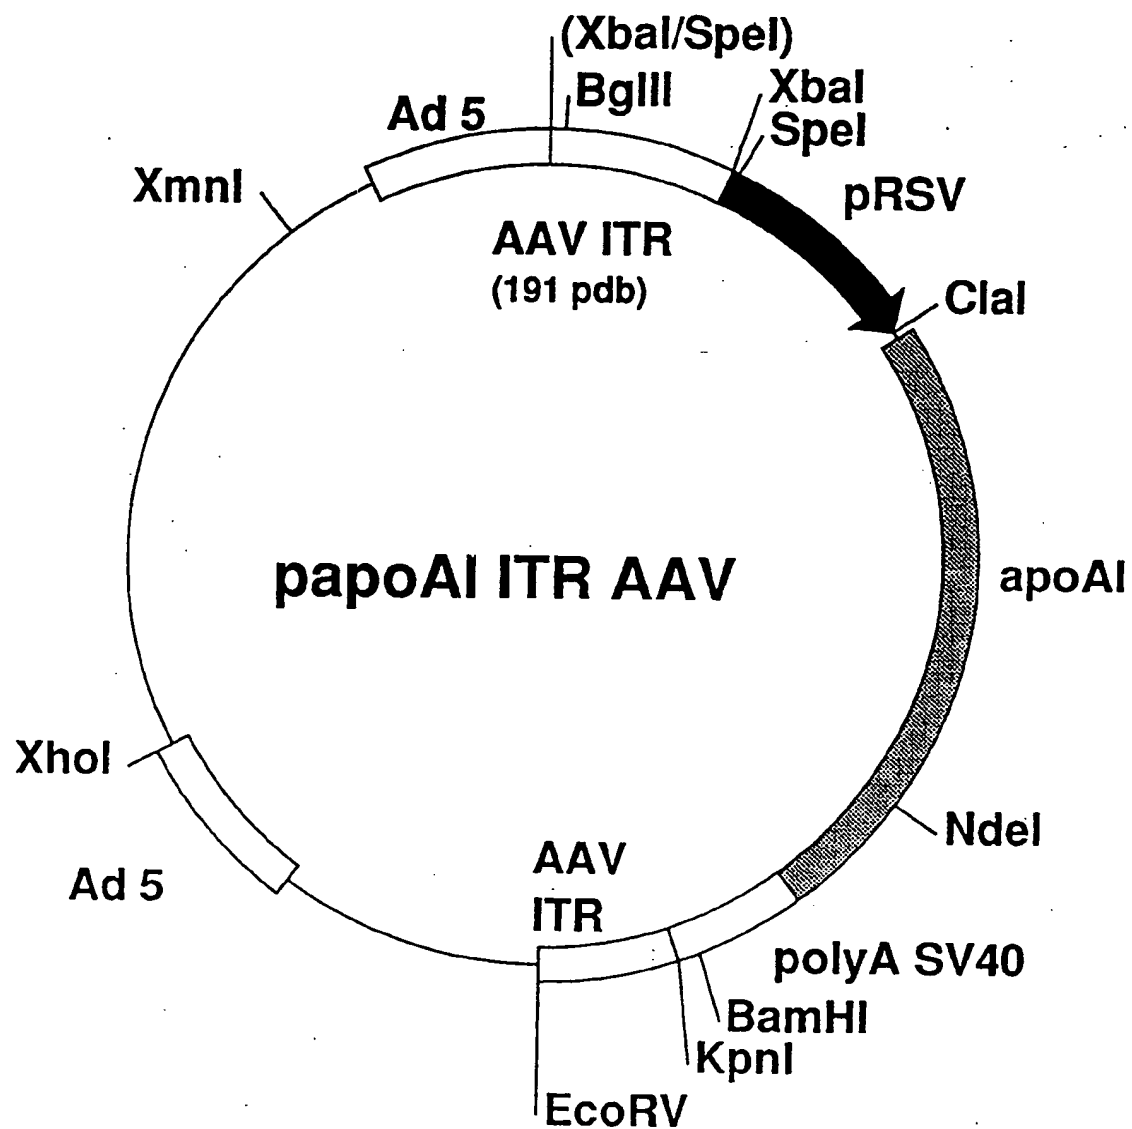 (XbaI/SpeI)
BglII
XbaI
Ad 5
SpeI
XmnI
pRSV
AAV ITR
(191 pdb)
ClaI
papoAI ITR AAV
apoAI
XhoI
NdeI
AAV
ITR
Ad 5
polyA SV40
BamHI
KpnI
EcoRV